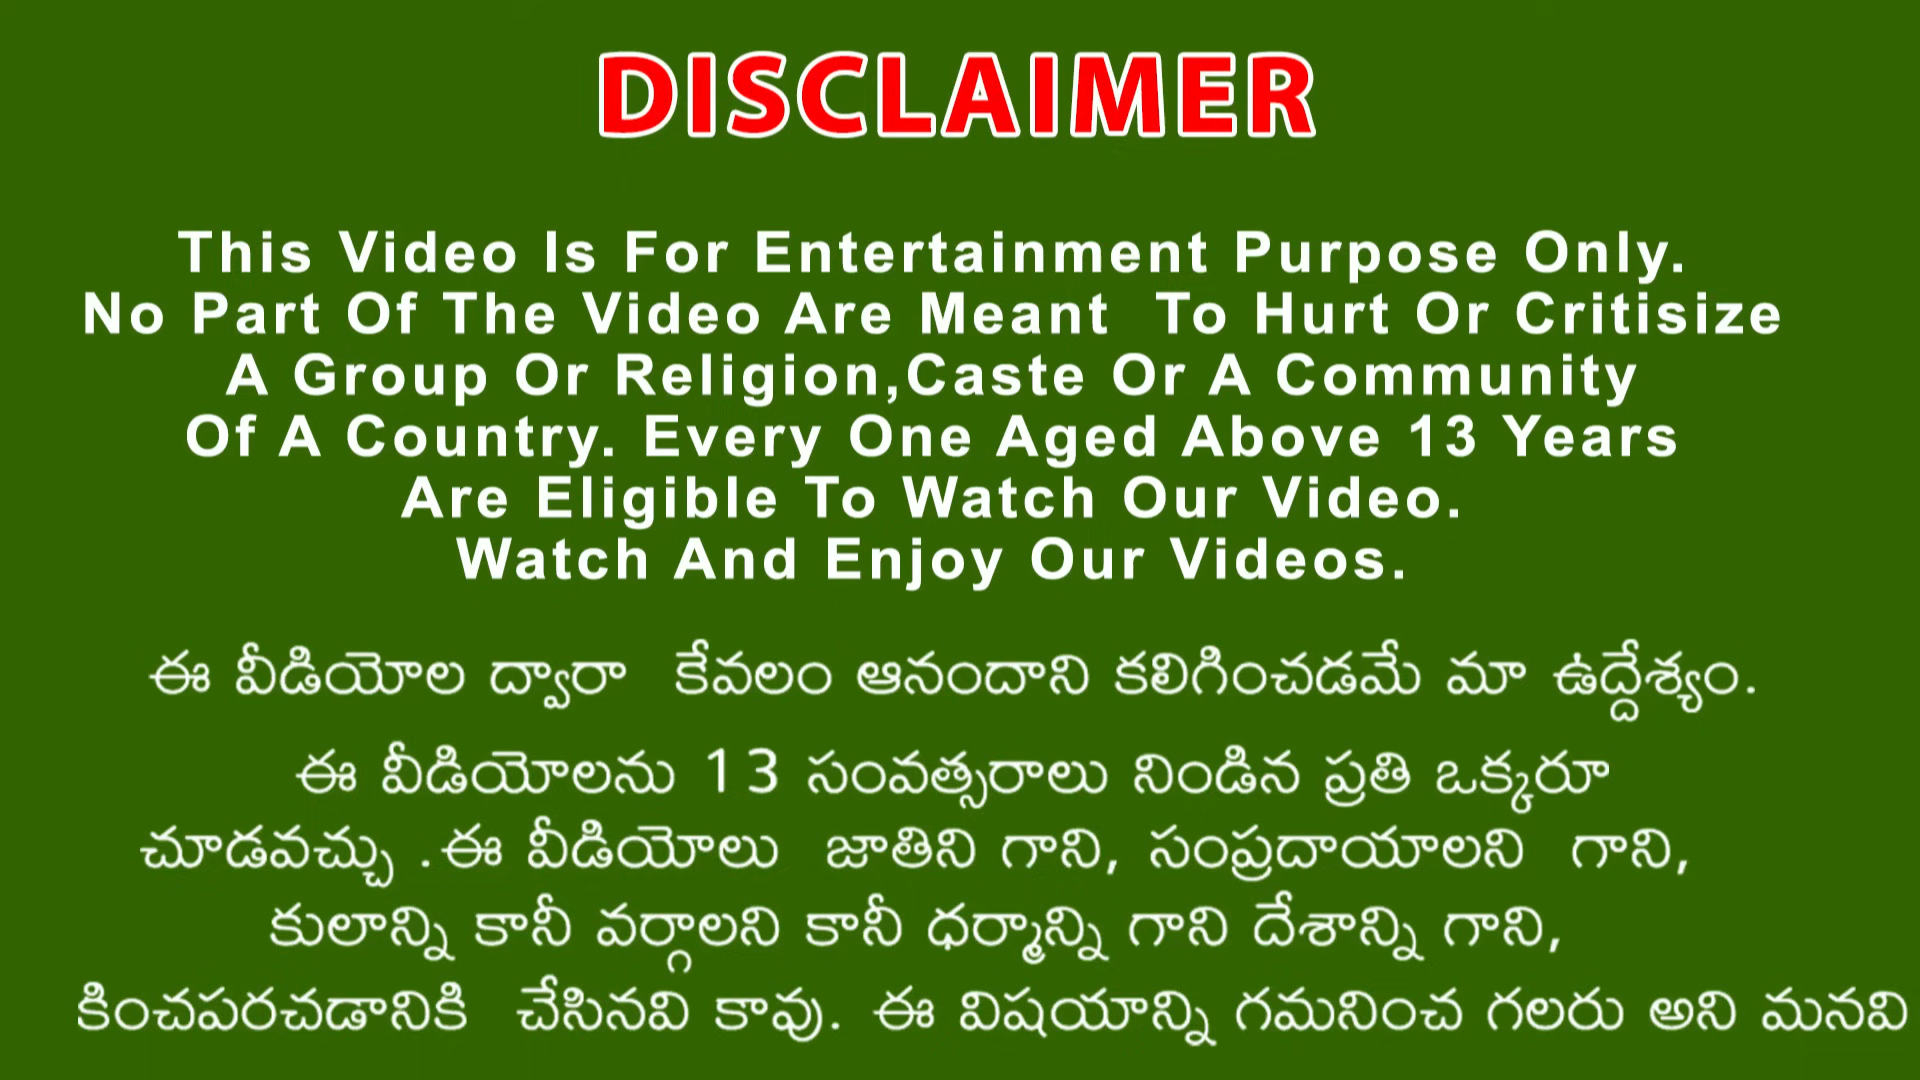 DISCLAIMER
This Video Is For Entertainment Purpose Only.
No Part Of The Video Are Meant To Hurt Or Critisize
A Group Or Religion,Caste Or A Community
Of A Country. Every One Aged Above 13 Years
Are Eligible To Watch Our Video.
Watch And Enjoy Our Videos.
ఈ వీడియోల ద్వారా కేవలం ఆనందాని కలిగించడమే మా ఉద్దేశ్యం.
ఈ వీడియోలను 13 సంవత్సరాలు నిండిన ప్రతి ఒక్కరూ
చూడవచ్చు .ఈ వీడియోలు జాతిని గాని, సంప్రదాయాలని గాని,
కులాన్ని కానీ వర్గాలని కానీ ధర్మాన్ని గాని దేశాన్ని గాని,
కించపరచడానికి చేసినవి కావు. ఈ విషయాన్ని గమనించ గలరు అని మనవి